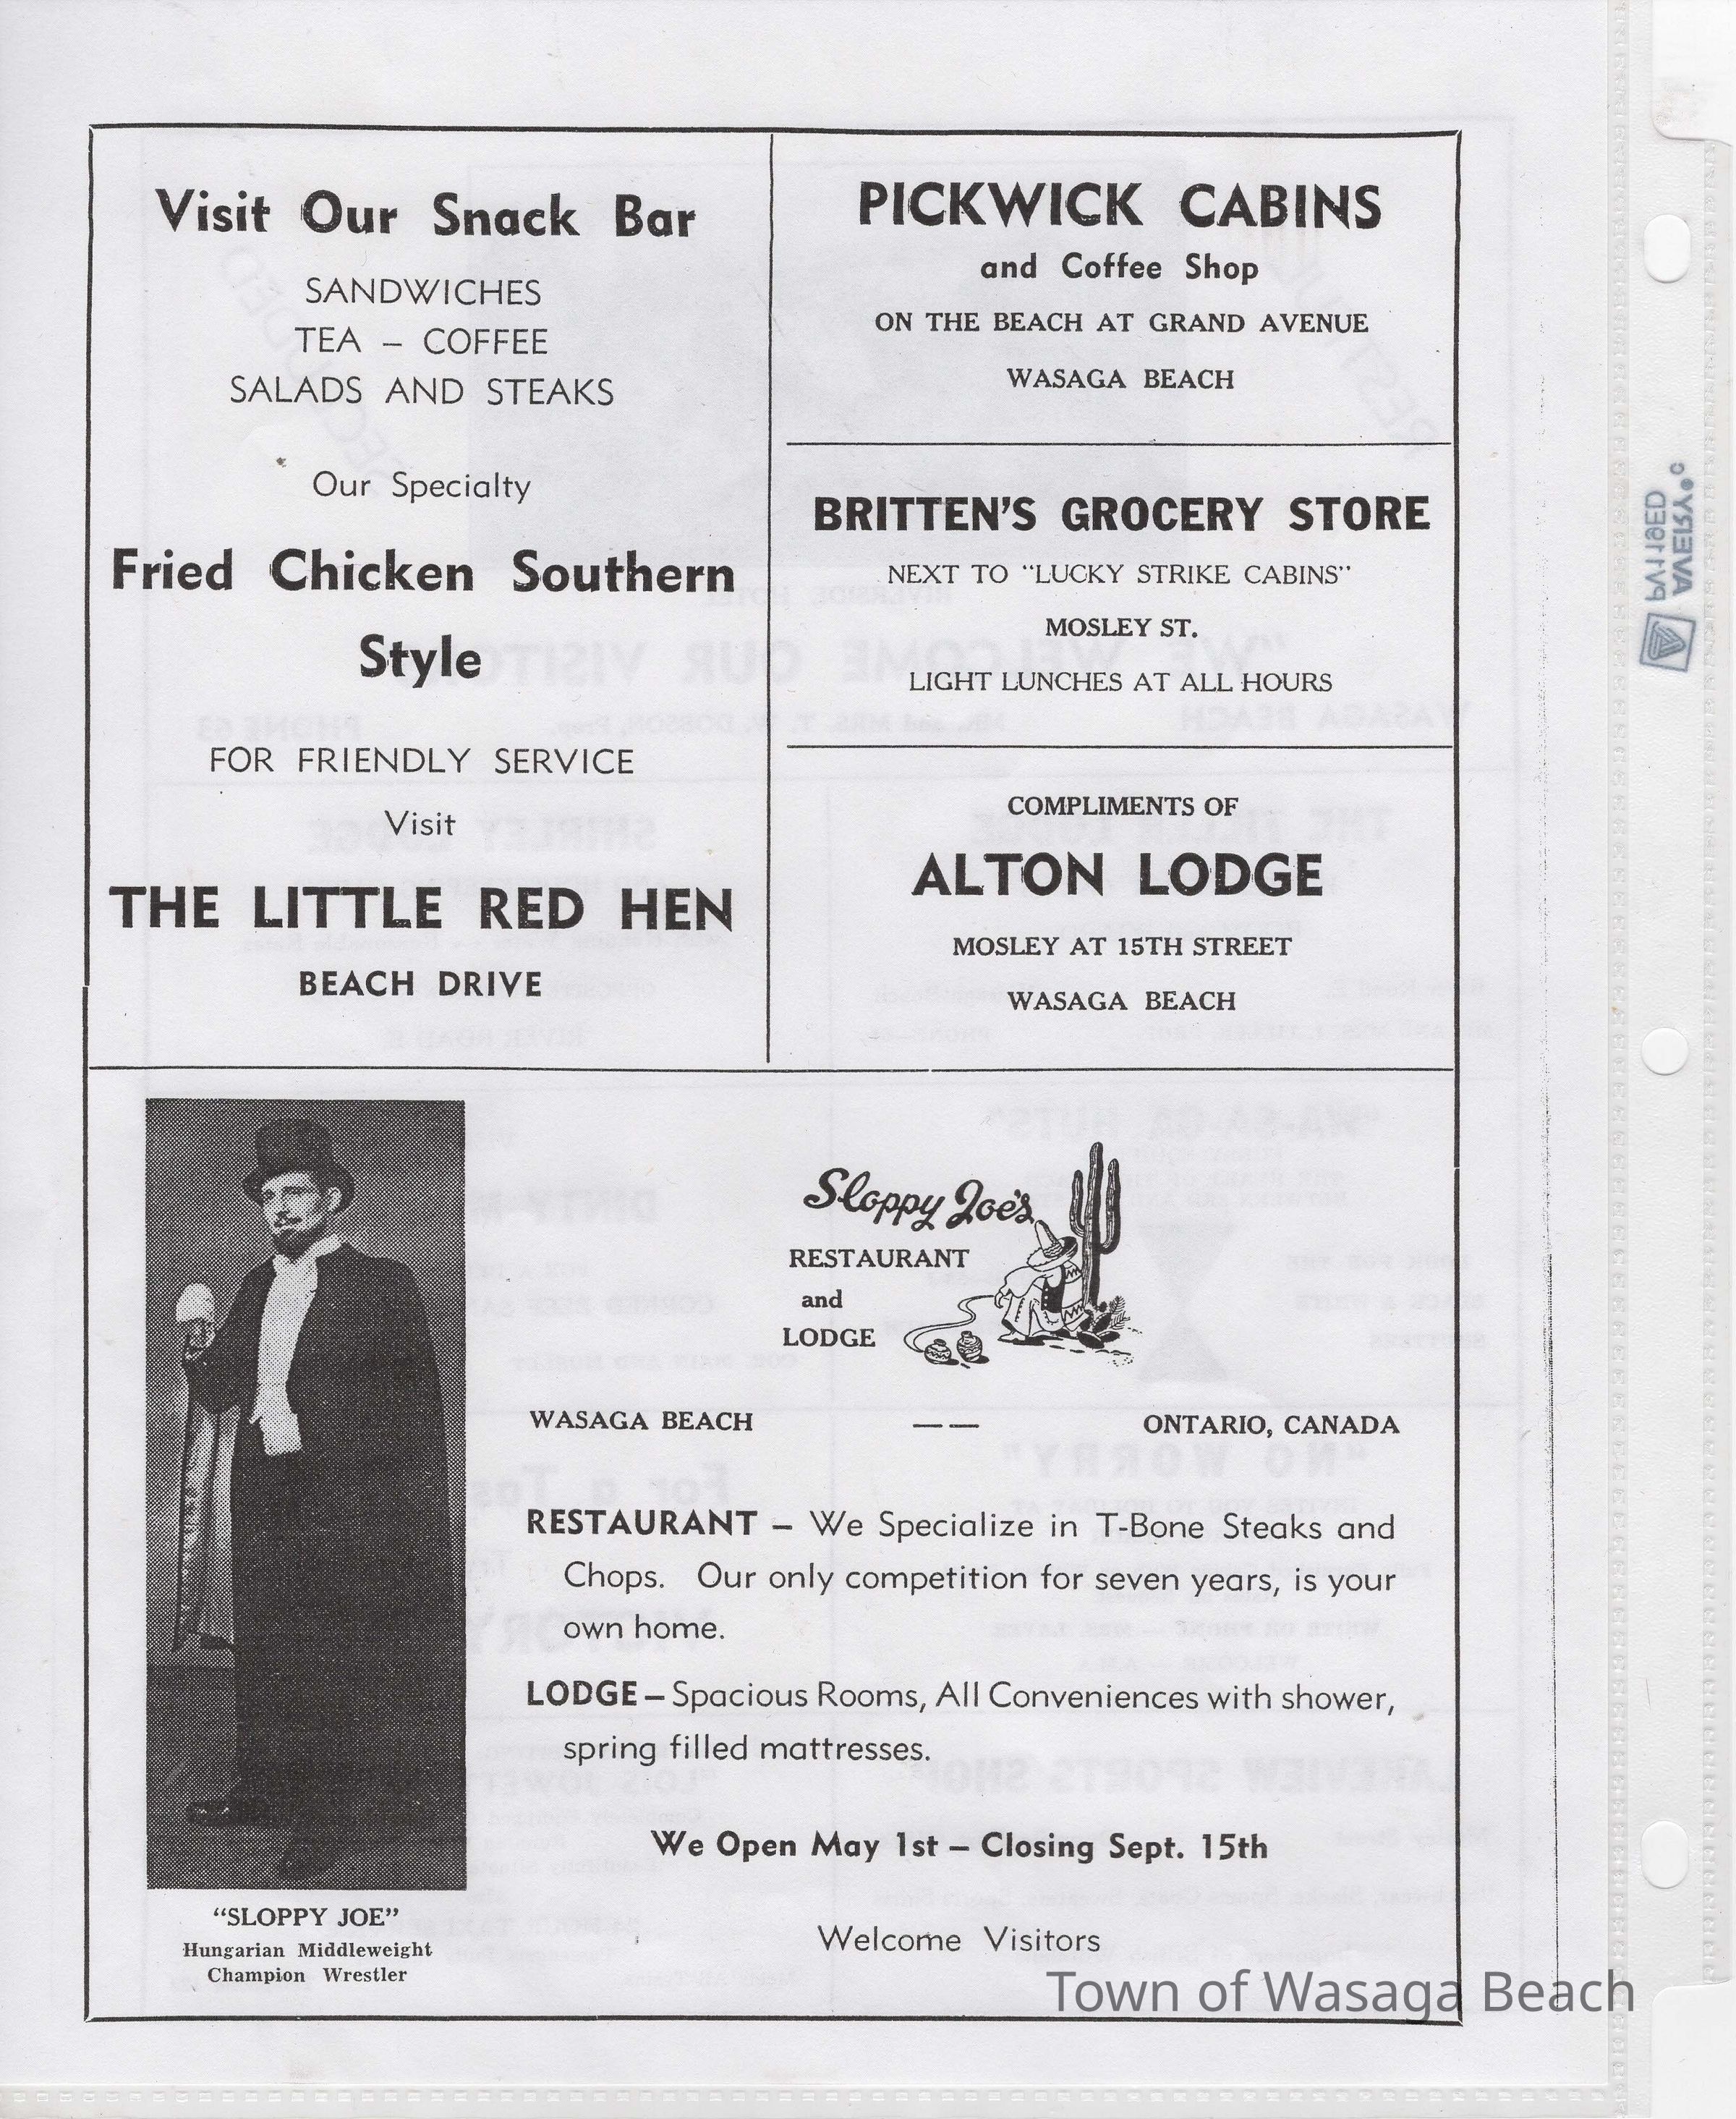 Visit Our Snack Bar
SANDWICHES
TEA – COFFEE
SALADS AND STEAKS
Our Specialty
Fried Chicken Southern
Style
FOR FRIENDLY SERVICE
Visit
THE LITTLE RED HEN
BEACH DRIVE
PICKWICK CABINS
and Coffee Shop
ON THE BEACH AT GRAND AVENUE
WASAGA BEACH
BRITTEN'S GROCERY STORE
NEXT TO "LUCKY STRIKE CABINS"
MOSLEY ST.
LIGHT LUNCHES AT ALL HOURS
COMPLIMENTS OF
ALTON LODGE
MOSLEY AT 15TH STREET
WASAGA BEACH
Sloppy Joe's
RESTAURANT
and
LODGE
WASAGA BEACH — — ONTARIO, CANADA
RESTAURANT – We Specialize in T-Bone Steaks and
Chops. Our only competition for seven years, is your
own home.
LODGE – Spacious Rooms, All Conveniences with shower,
spring filled mattresses.
We Open May 1st – Closing Sept. 15th
Welcome Visitors
"SLOPPY JOE"
Hungarian Middleweight
Champion Wrestler
Town of Wasaga Beach
AVERY
PV119ED